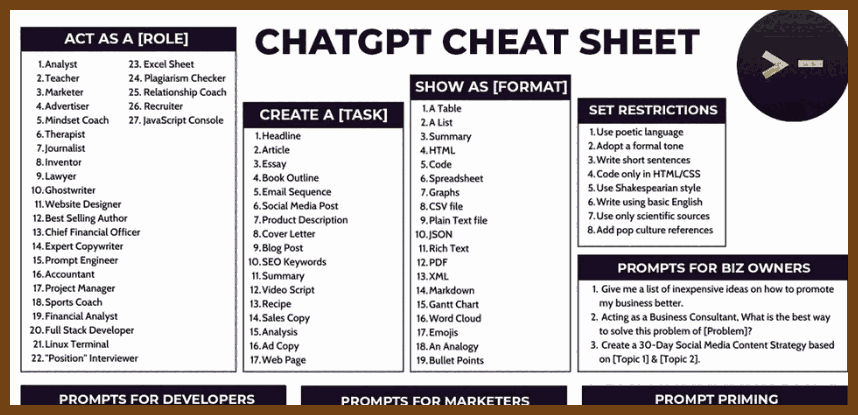 CHATGPT CHEAT SHEET
>-
ACT AS A [ROLE]
1. Analyst
2. Teacher
3. Marketer
4. Advertiser
5. Mindset Coach
6. Therapist
7. Journalist
8. Inventor
9. Lawyer
10. Ghostwriter
11. Website Designer
12. Best Selling Author
13. Chief Financial Officer
14. Expert Copywriter
15. Prompt Engineer
16. Accountant
17. Project Manager
18. Sports Coach
19. Financial Analyst
20. Full Stack Developer
21. Linux Terminal
22. "Position" Interviewer
23. Excel Sheet
24. Plagiarism Checker
25. Relationship Coach
26. Recruiter
27. JavaScript Console
CREATE A [TASK]
1. Headline
2. Article
3. Essay
4. Book Outline
5. Email Sequence
6. Social Media Post
7. Product Description
8. Cover Letter
9. Blog Post
10. SEO Keywords
11. Summary
12. Video Script
13. Recipe
14. Sales Copy
15. Analysis
16. Ad Copy
17. Web Page
SHOW AS [FORMAT]
1. A Table
2. A List
3. Summary
4. HTML
5. Code
6. Spreadsheet
7. Graphs
8. CSV file
9. Plain Text file
10. JSON
11. Rich Text
12. PDF
13. XML
14. Markdown
15. Gantt Chart
16. Word Cloud
17. Emojis
18. An Analogy
19. Bullet Points
SET RESTRICTIONS
1. Use poetic language
2. Adopt a formal tone
3. Write short sentences
4. Code only in HTML/CSS
5. Use Shakespearian style
6. Write using basic English
7. Use only scientific sources
8. Add pop culture references
PROMPTS FOR BIZ OWNERS
1. Give me a list of inexpensive ideas on how to promote
my business better.
2. Acting as a Business Consultant, What is the best way
to solve this problem of [Problem]?
3. Create a 30-Day Social Media Content Strategy based
on [Topic 1] & [Topic 2].
PROMPTS FOR DEVELOPERS
PROMPTS FOR MARKETERS
PROMPT PRIMING